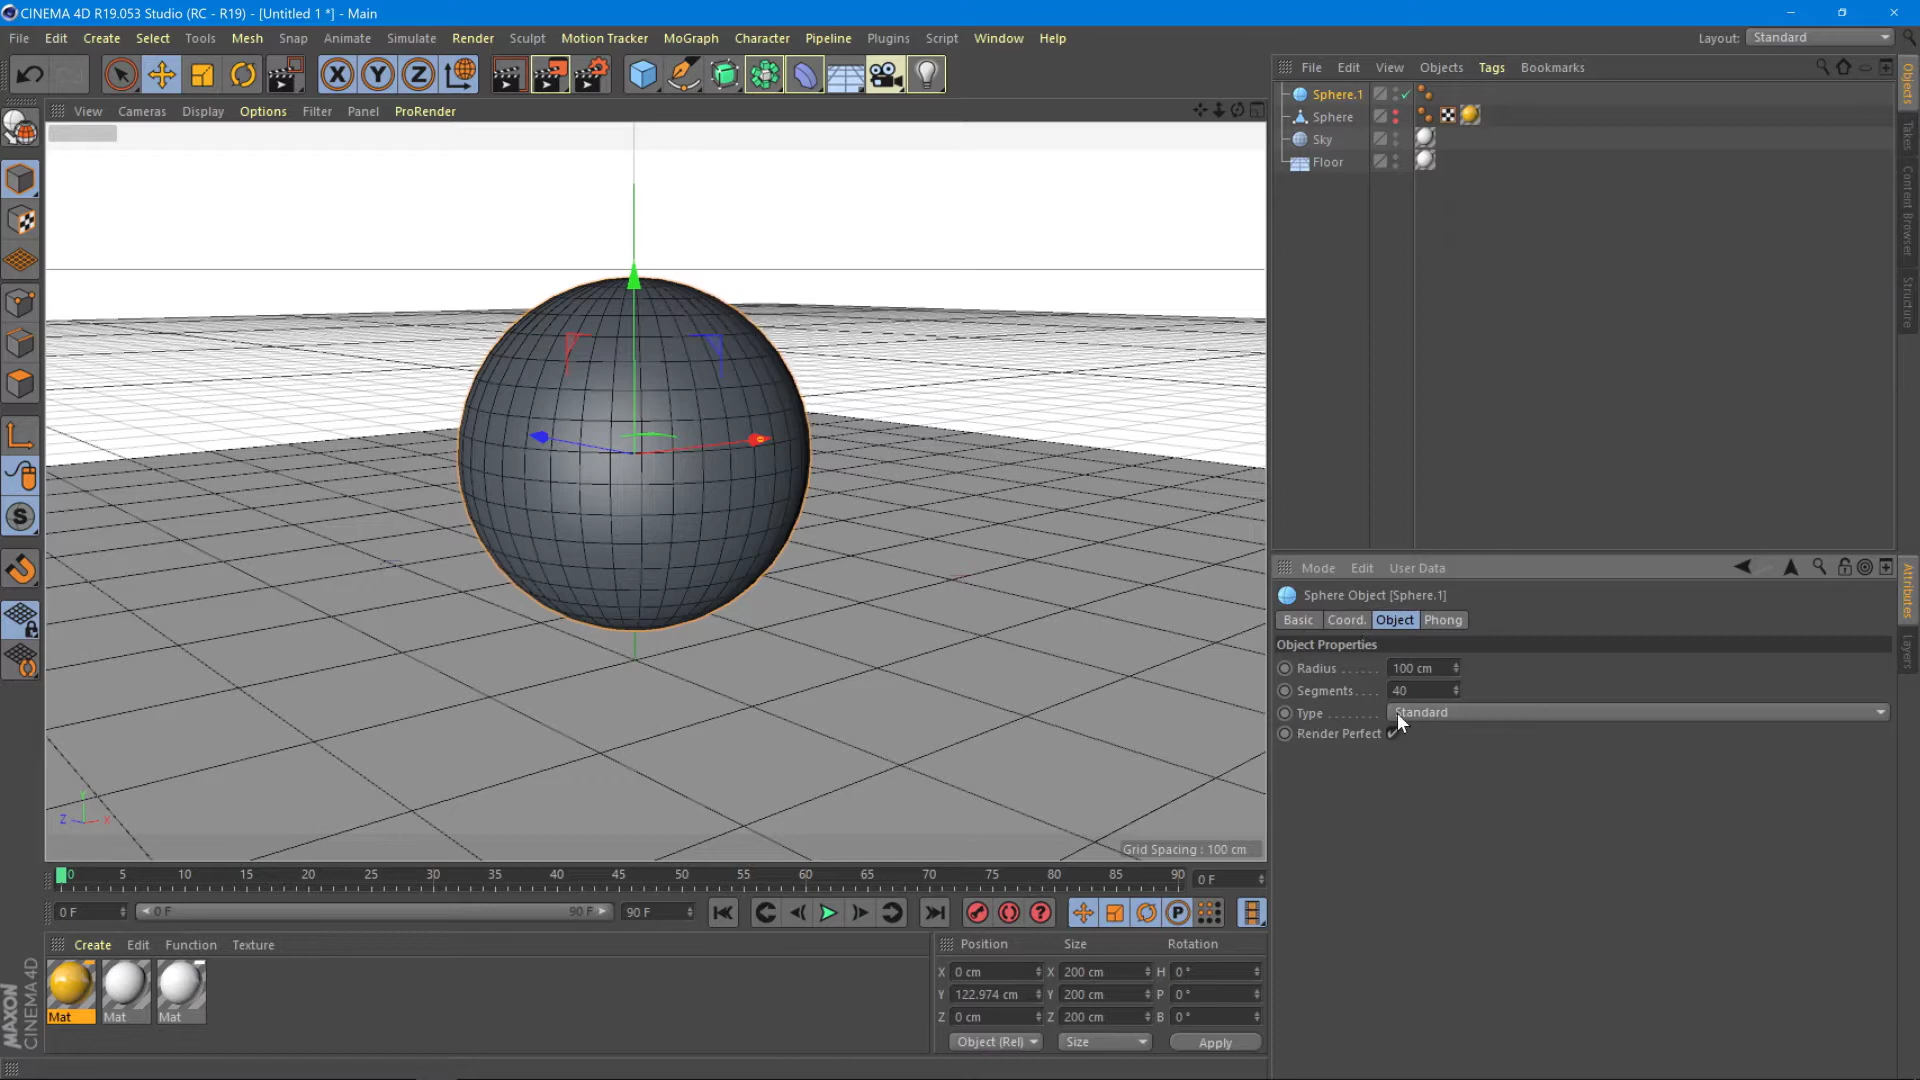 CINEMA 4D R19.053 Studio (RC - R19) - [Untitled 1 *] - Main
File Edit Create Select Tools Mesh Snap Animate Simulate Render Sculpt Motion Tracker MoGraph Character Pipeline Plugins Script Window Help
Layout: Standard
X Y Z
File Edit View Objects Tags Bookmarks
View Cameras Display Options Filter Panel ProRender
Sphere.1
Sphere
Sky
Floor
Objects
Takes
Content Browser
Structure
Mode Edit User Data
Sphere Object [Sphere.1]
Basic Coord. Object Phong
Object Properties
Radius 100 cm
Segments 40
Type Standard
Render Perfect
Attributes
Layers
S
Y
Z X
Grid Spacing : 100 cm
0 5 10 15 20 25 30 35 40 45 50 55 60 65 70 75 80 85 90
0 F
0 F 0 F 90 F 90 F
P
Create Edit Function Texture
Mat Mat Mat
MAXON
CINEMA 4D
Position Size Rotation
X 0 cm X 200 cm H 0 °
Y 122.974 cm Y 200 cm P 0 °
Z 0 cm Z 200 cm B 0 °
Object (Rel) Size Apply